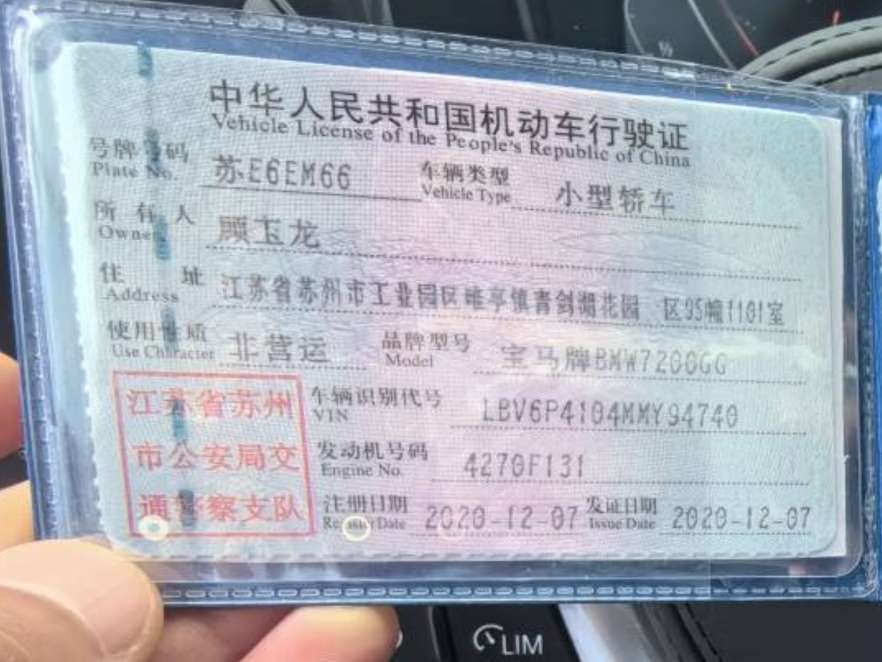 中华人民共和国机动车行驶证
Vehicle License of the People's Republic of China
号牌号码 苏E6EM66 车辆类型 小型轿车
Plate No. Vehicle Type
所有人 顾玉龙
Owner
住址 江苏省苏州市工业园区唯亭镇青剑湖花园 区95幢1101室
Address
使用性质 非营运 品牌型号 宝马牌BMW7200GG
Use Character Model
江苏省苏州 车辆识别代号 LBV6P4104MMY94740
VIN
市公安局交 发动机号码 4270F131
Engine No.
通警察支队 注册日期 2020-12-07 发证日期 2020-12-07
Register Date Issue Date
LIM